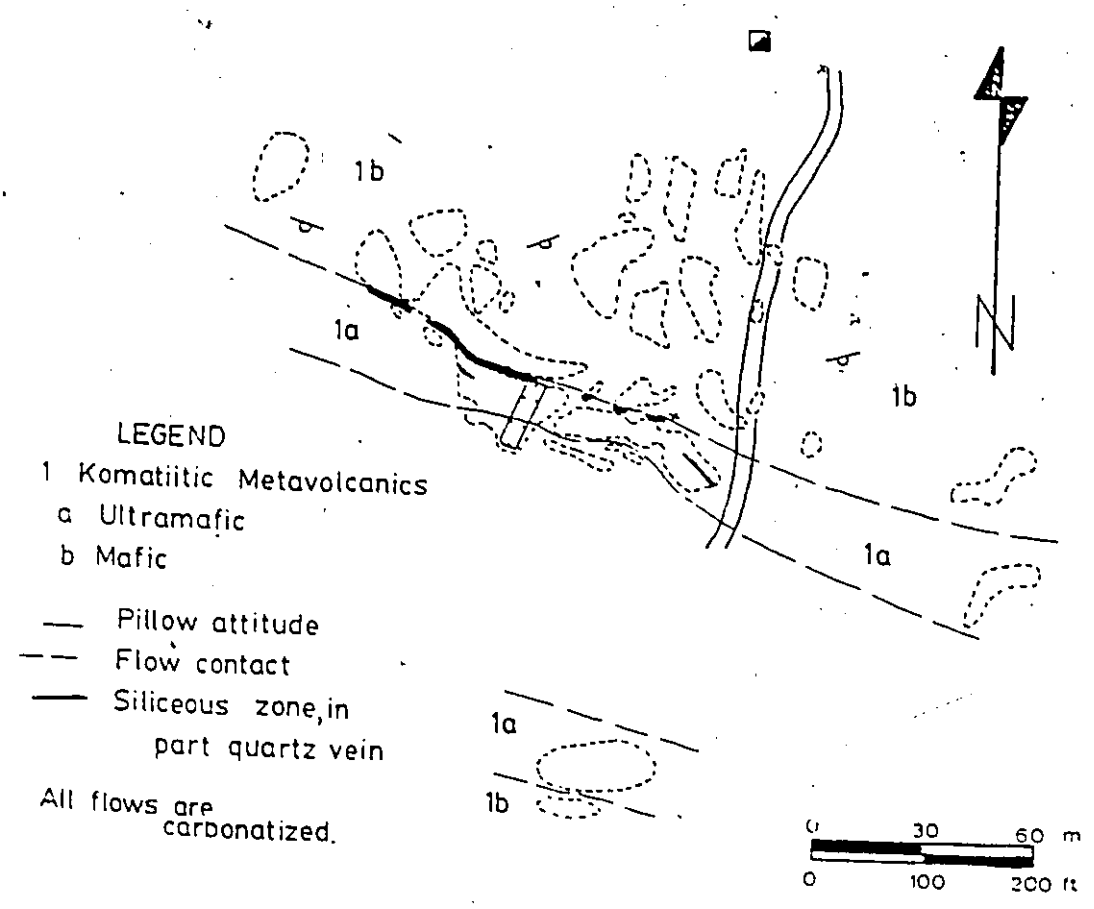 1b
1a
1b
1a
LEGEND
1 Komatiitic Metavolcanics
a Ultramafic
b Mafic
Pillow attitude
Flow contact
Siliceous zone, in
part quartz vein
All flows are
carbonatized.
1a
1b
N
0 30 60 m
0 100 200 ft